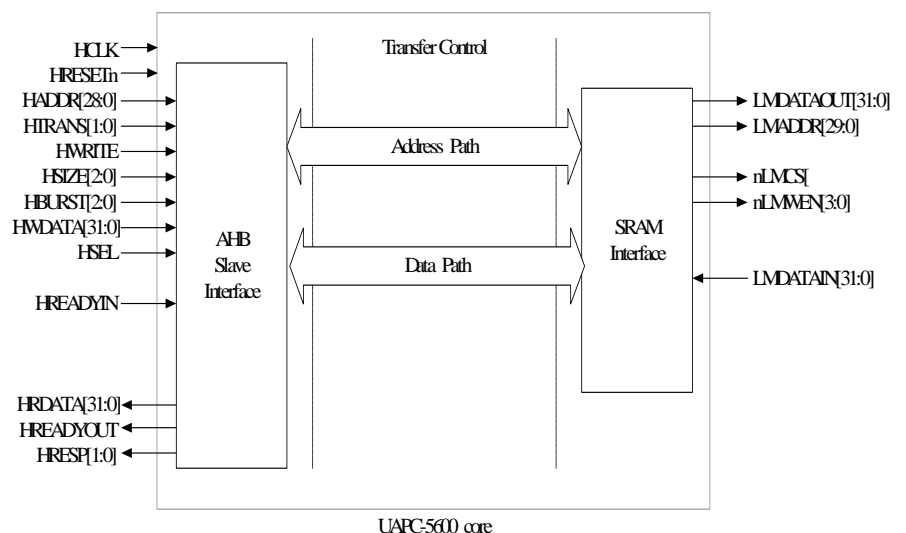 HCLK
HRESETn
HADDR[28:0]
HTRANS[1:0]
HWRITE
HSIZE[2:0]
HBURST[2:0]
HWDATA[31:0]
HSEL
HREADYIN
HRDATA[31:0]
HREADYOUT
HRESP[1:0]
AHB
Slave
Interface
Transfer Control
Address Path
Data Path
SRAM
Interface
LMDATAOUT[31:0]
LMADDR[29:0]
nLMCS[
nLMWEN[3:0]
LMDATAIN[31:0]
UAPC-5600 core